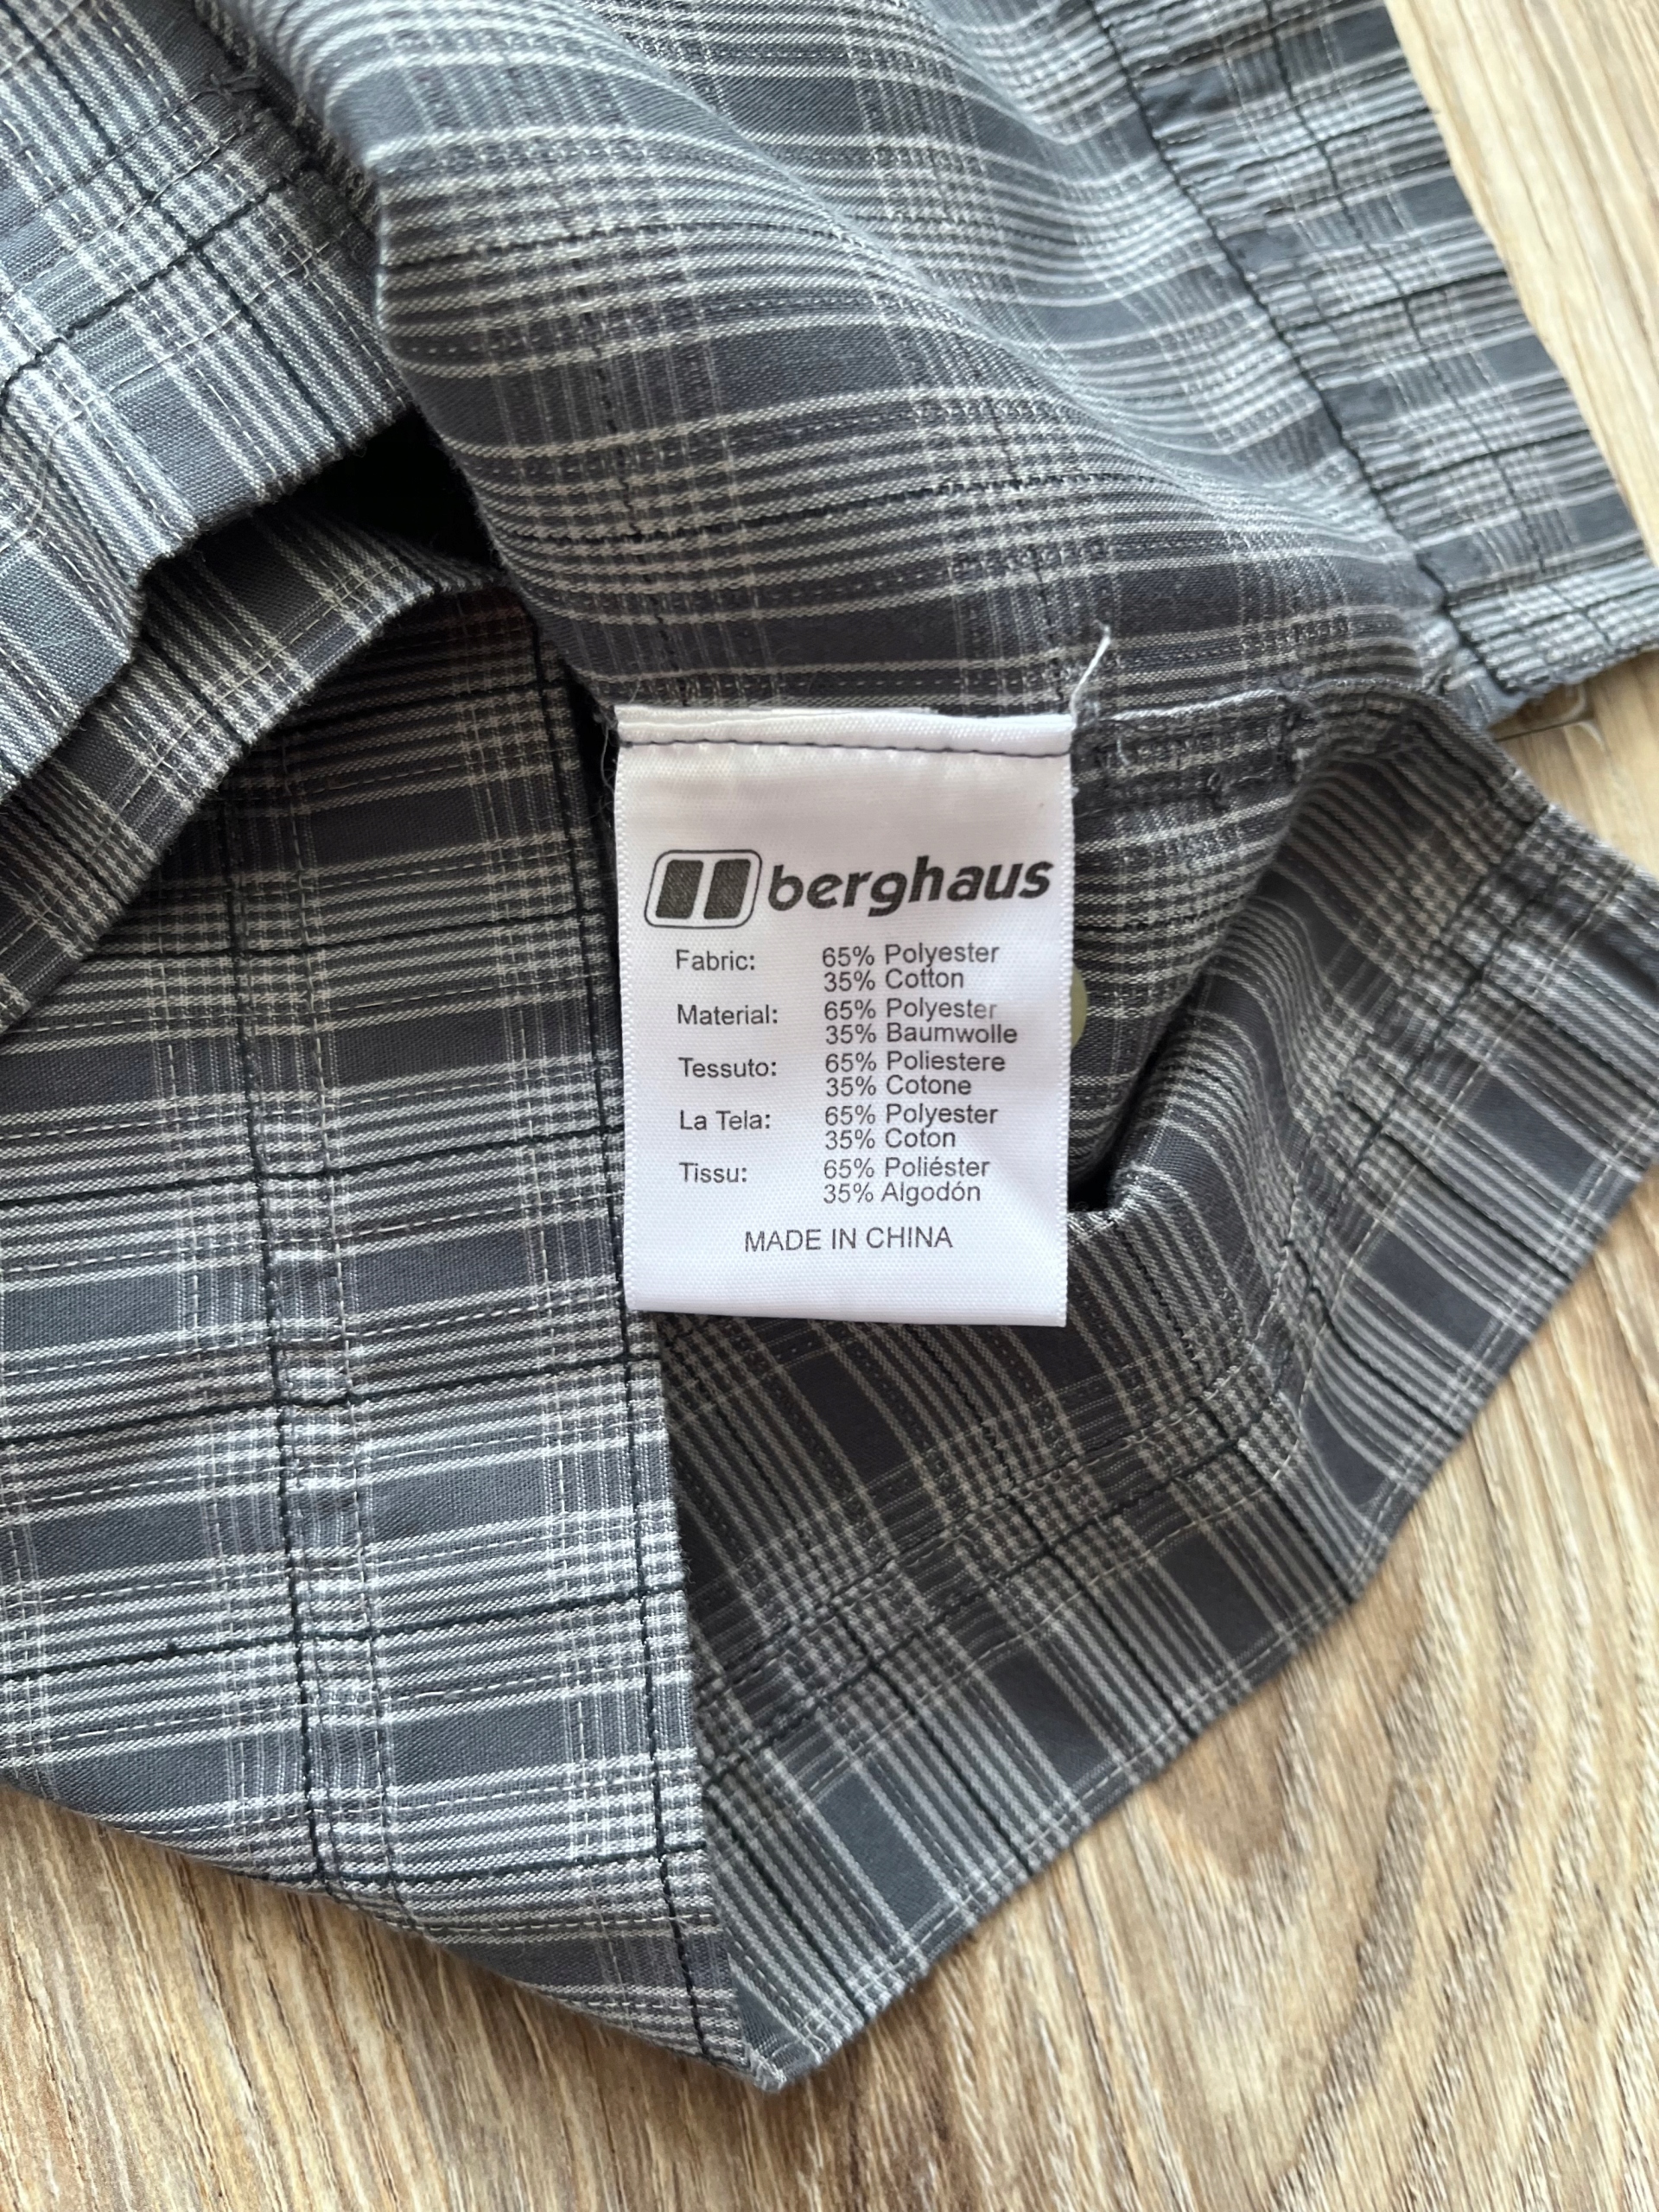 berghaus
Fabric: 65% Polyester
35% Cotton
Material: 65% Polyester
35% Baumwolle
Tessuto: 65% Poliestere
35% Cotone
La Tela: 65% Polyester
35% Coton
Tissu: 65% Poliéster
35% Algodón
MADE IN CHINA